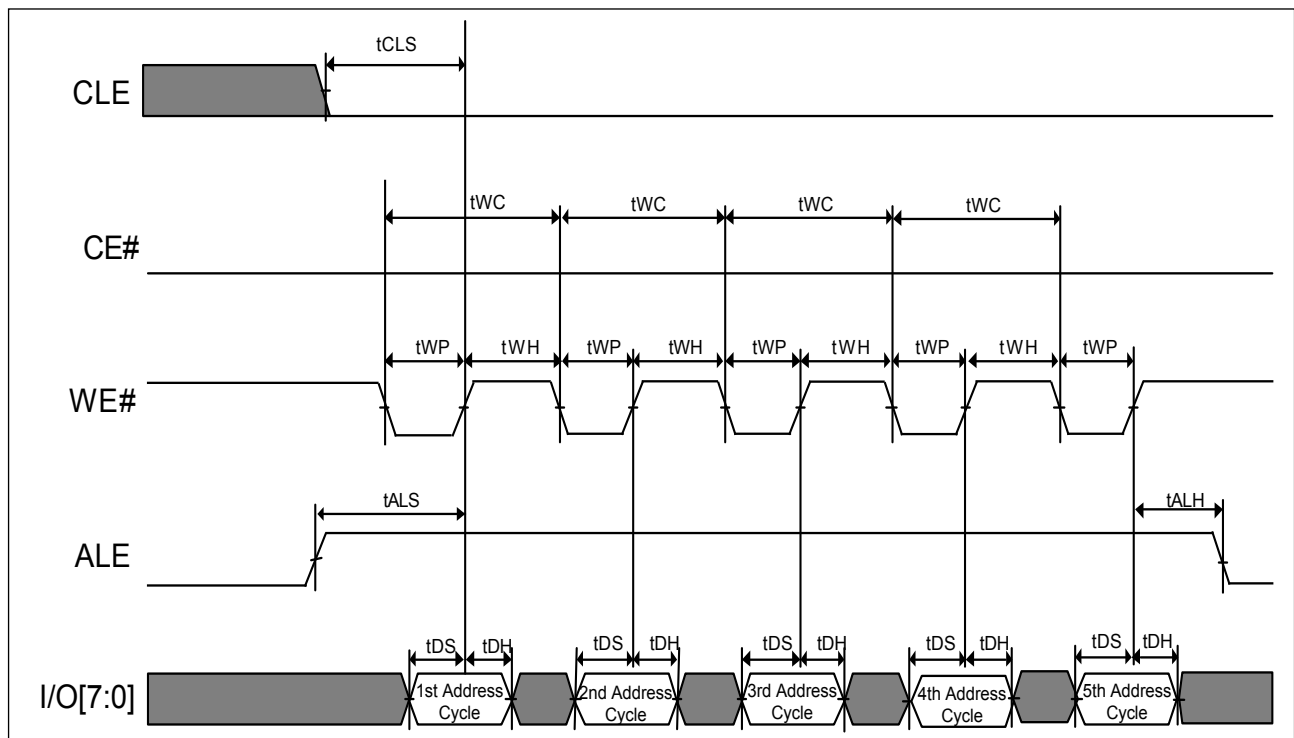 tCLS
CLE
tWC tWC tWC tWC
CE#
tWP tWH tWP tWH tWP tWH tWP tWH tWP
WE#
tALS tALH
ALE
tDS tDH tDS tDH tDS tDH tDS tDH tDS tDH
I/O[7:0]
1st Address
Cycle
2nd Address
Cycle
3rd Address
Cycle
4th Address
Cycle
5th Address
Cycle